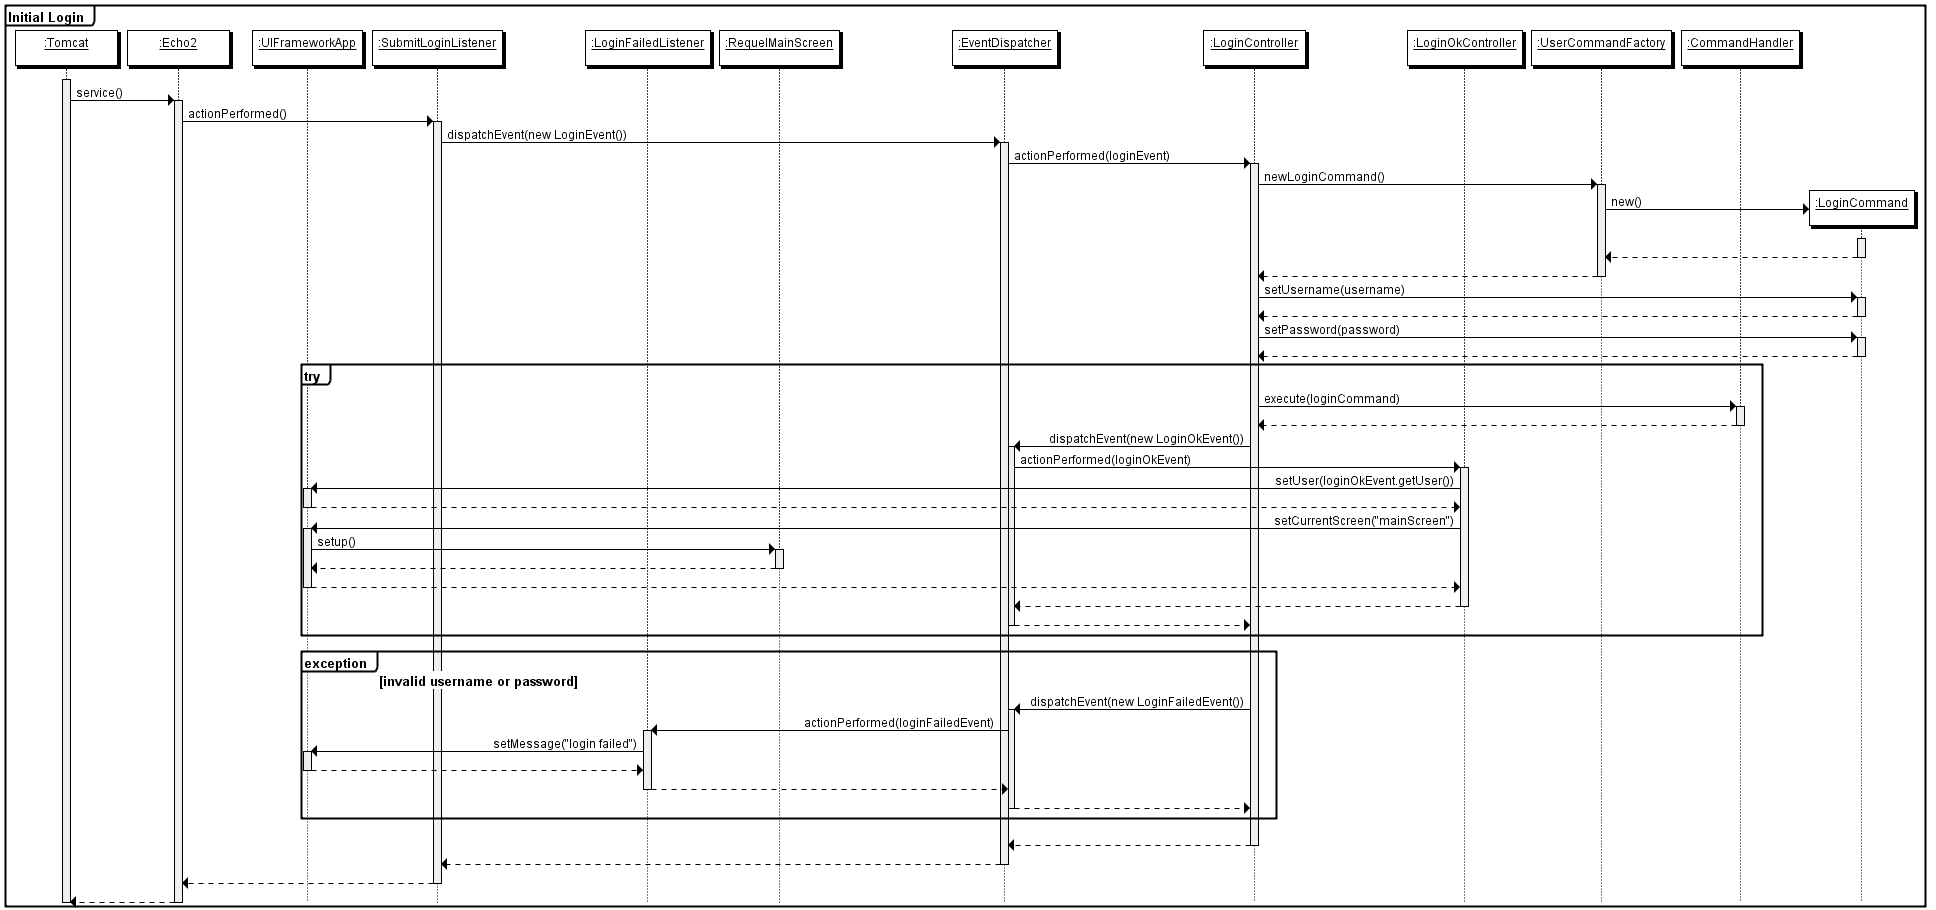 Initial Login
:Tomcat
:Echo2
:UIFrameworkApp
:SubmitLoginListener
:LoginFailedListener
:RequelMainScreen
:EventDispatcher
:LoginController
:LoginOkController
:UserCommandFactory
:CommandHandler
service()
actionPerformed()
dispatchEvent(new LoginEvent())
actionPerformed(loginEvent)
newLoginCommand()
new()
:LoginCommand
setUsername(username)
setPassword(password)
try
execute(loginCommand)
dispatchEvent(new LoginOkEvent())
actionPerformed(loginOkEvent)
setUser(loginOkEvent.getUser())
setCurrentScreen("mainScreen")
setup()
exception
[invalid username or password]
dispatchEvent(new LoginFailedEvent())
actionPerformed(loginFailedEvent)
setMessage("login failed")